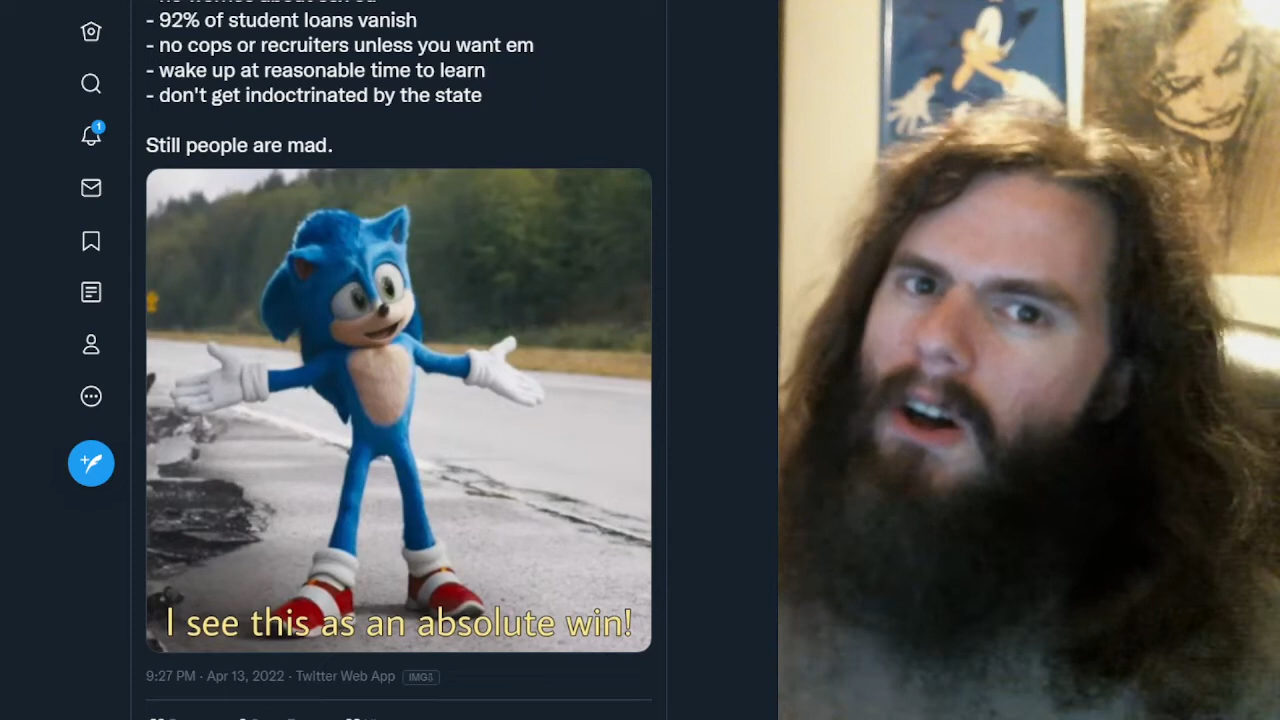 - 92% of student loans vanish
- no cops or recruiters unless you want em
- wake up at reasonable time to learn
- don't get indoctrinated by the state
Still people are mad.
1
I see this as an absolute win!
9:27 PM · Apr 13, 2022 · Twitter Web App IMG